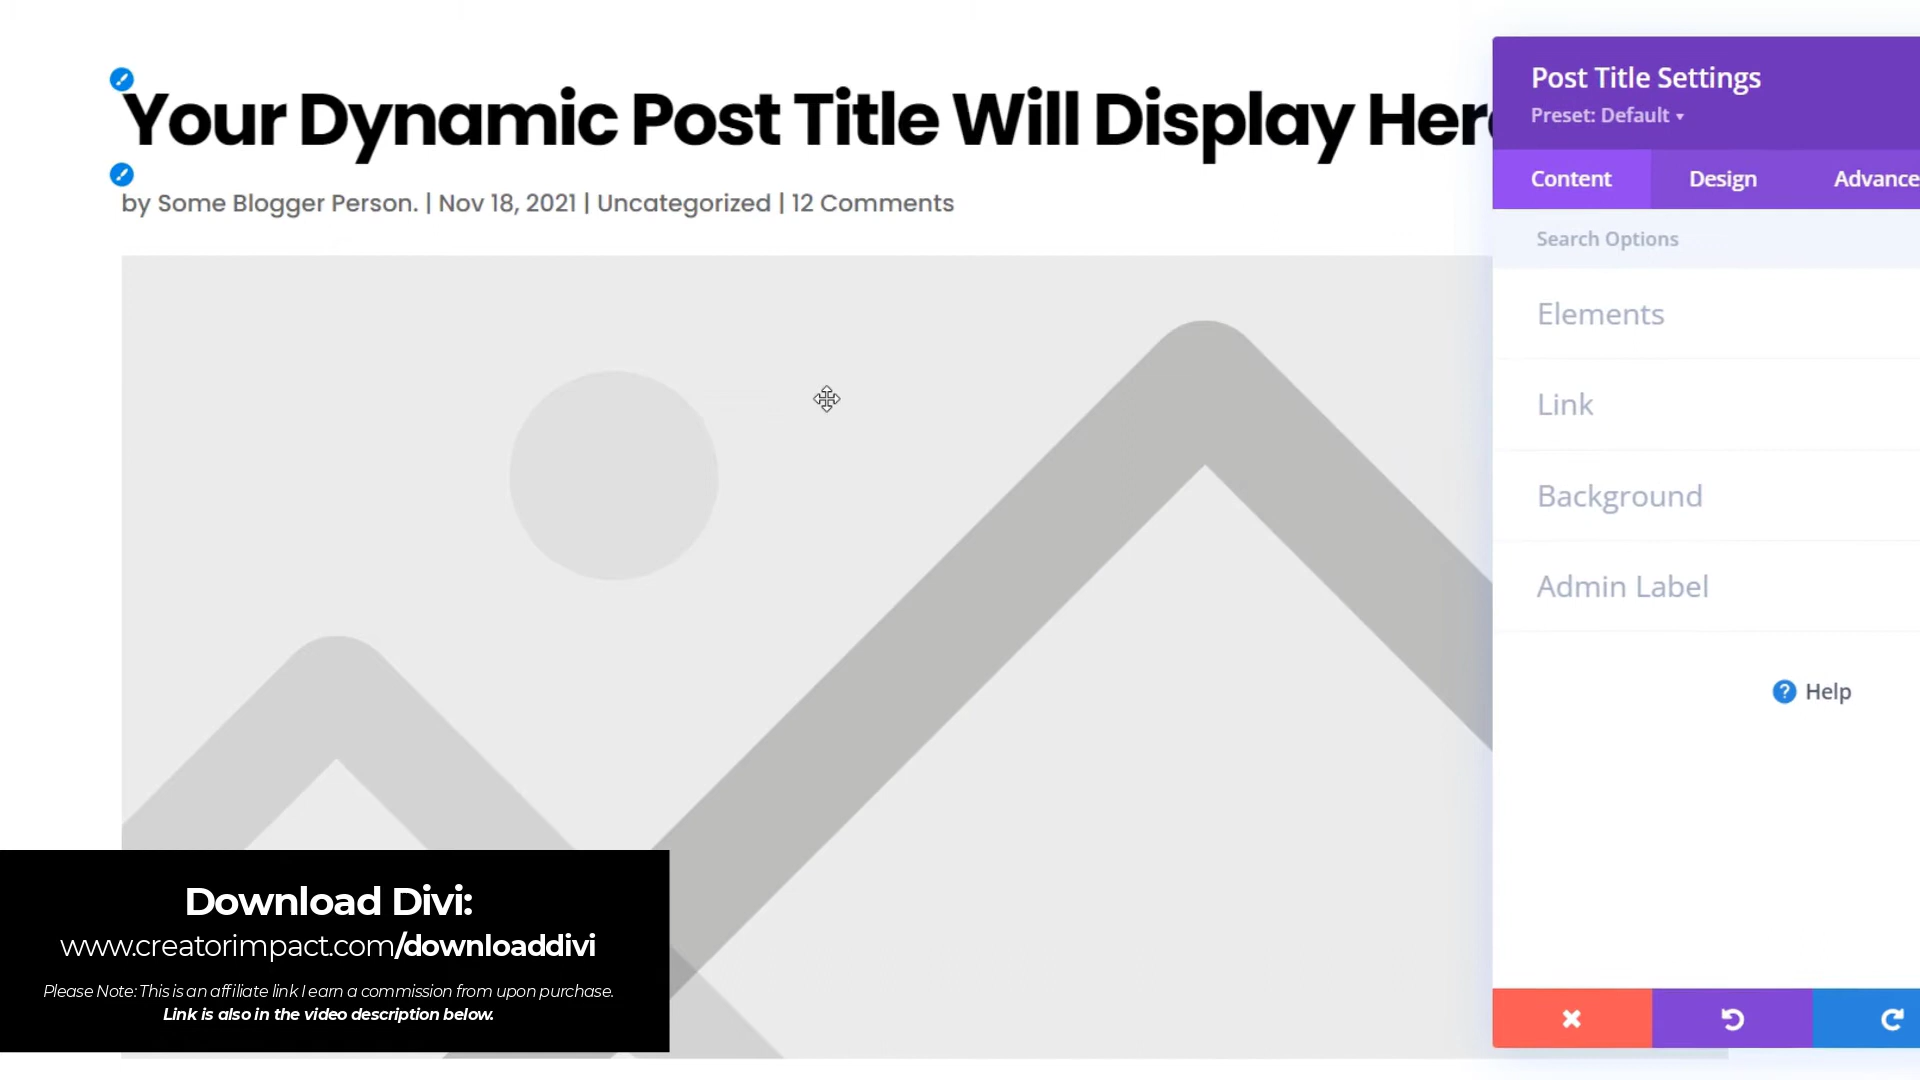 Your Dynamic Post Title Will Display Here
by Some Blogger Person. | Nov 18, 2021 | Uncategorized | 12 Comments
Post Title Settings
Preset: Default
Content
Design
Advance
Search Options
Elements
Link
Background
Admin Label
? Help
Download Divi:
www.creatorimpact.com/downloaddivi
Please Note: This is an affiliate link I earn a commission from upon purchase.
Link is also in the video description below.